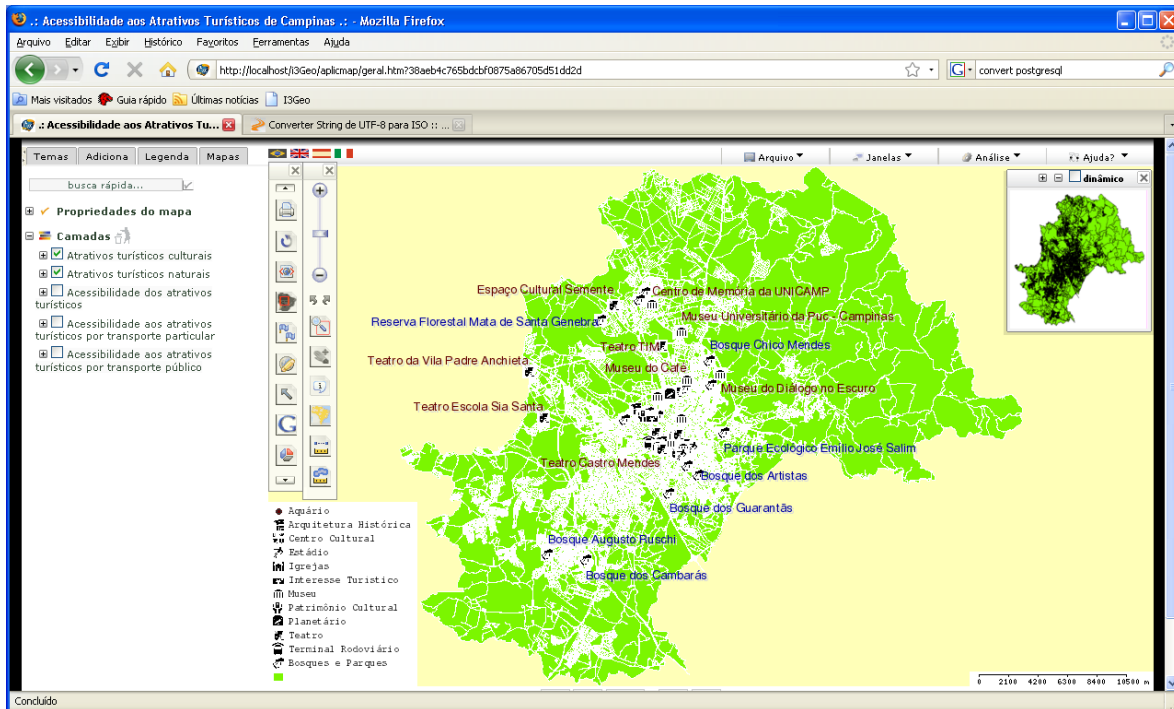 .: Acessibilidade aos Atrativos Turísticos de Campinas .: - Mozilla Firefox
Arquivo Editar Exibir Histórico Favoritos Ferramentas Ajuda
http://localhost/i3Geo/aplicmap/geral.htm?38aeb4c765bdcbf0875a86705d51dd2d
G convert postgresql
Mais visitados Guia rápido Últimas notícias I3Geo
.: Acessibilidade aos Atrativos Tu... Converter String de UTF-8 para ISO :: ...
Temas Adiciona Legenda Mapas
Arquivo Janelas Análise Ajuda?
busca rápida...
Propriedades do mapa
Camadas
Atrativos turísticos culturais
Atrativos turísticos naturais
Acessibilidade dos atrativos
turísticos
Acessibilidade aos atrativos
turísticos por transporte particular
Acessibilidade aos atrativos
turísticos por transporte público
G
dinâmico
Espaço Cultural Semente
Centro de Memória da UNICAMP
Reserva Florestal Mata de Santa Genebra
Museu Universitário da Puc - Campinas
Teatro TIM
Bosque Chico Mendes
Teatro da Vila Padre Anchieta
Museu do Café
Museu do Diálogo no Escuro
Teatro Escola Sia Santa
Parque Ecológico Emílio José Salim
Teatro Castro Mendes
Bosque dos Artistas
Bosque dos Guarantãs
Bosque Augusto Ruschi
Bosque dos Cambarás
Aquário
Arquitetura Histórica
Centro Cultural
Estádio
Igrejas
Interesse Turistico
Museu
Patrimônio Cultural
Planetário
Teatro
Terminal Rodoviário
Bosques e Parques
0 2100 4200 6300 8400 10500 m
Concluído